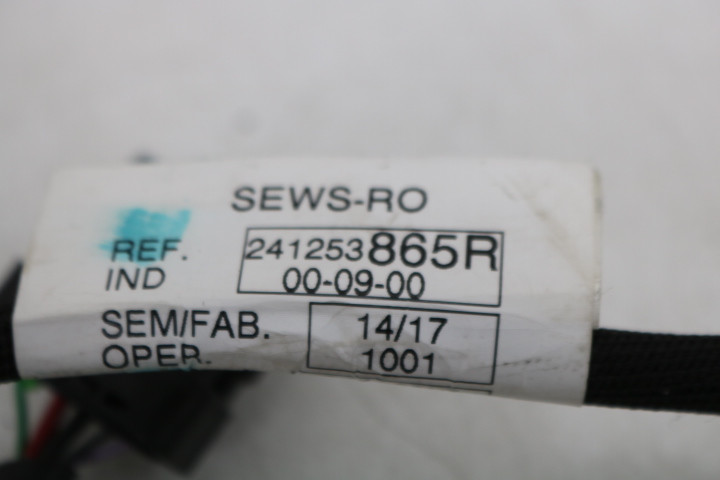 SEWS-RO
REF. 241253865R
IND 00-09-00
SEM/FAB. 14/17
OPER. 1001